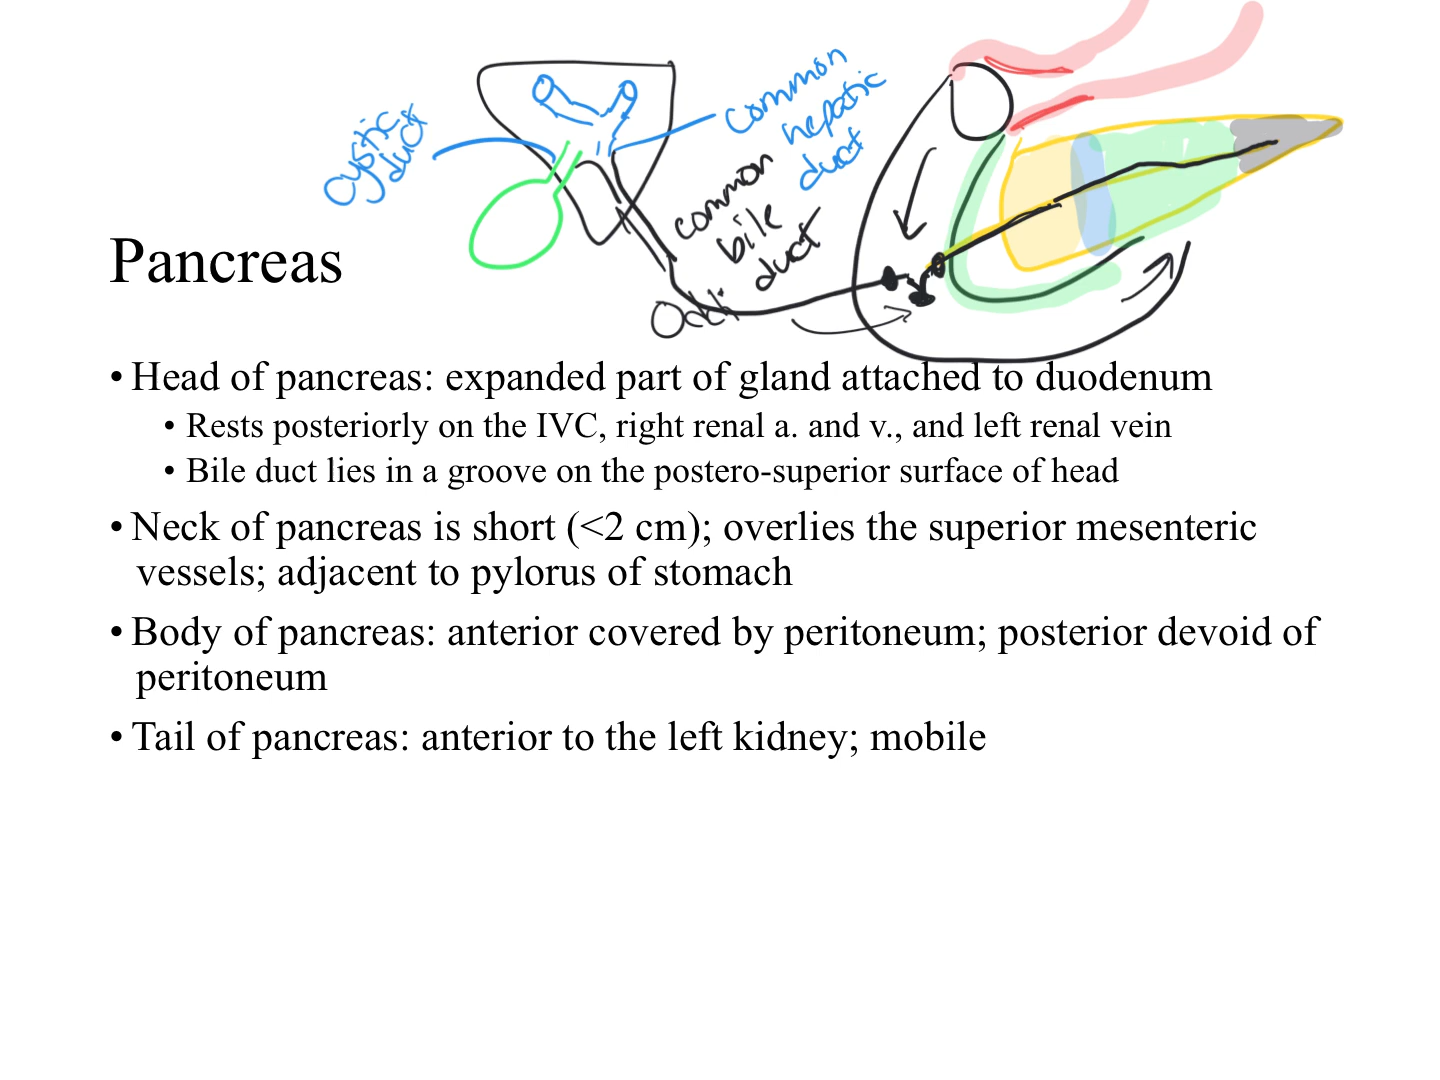 cystic
duct
common
hepatic
duct
common
bile
duct
Oddi
Pancreas
• Head of pancreas: expanded part of gland attached to duodenum
• Rests posteriorly on the IVC, right renal a. and v., and left renal vein
• Bile duct lies in a groove on the postero-superior surface of head
• Neck of pancreas is short (<2 cm); overlies the superior mesenteric
vessels; adjacent to pylorus of stomach
• Body of pancreas: anterior covered by peritoneum; posterior devoid of
peritoneum
• Tail of pancreas: anterior to the left kidney; mobile